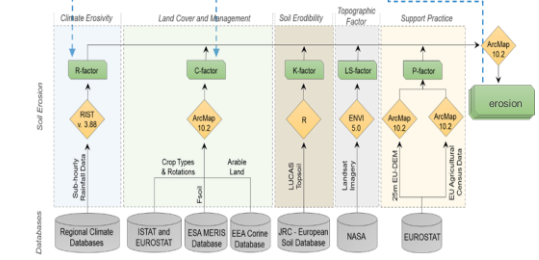 Climate Erosivity
Land Cover and Management
Soil Erodibility
Topographic
Factor
Support Practice
Soil Erosion
R-factor
C-factor
K-factor
LS-factor
P-factor
ArcMap
10.2
erosion
RIST
v. 3.88
ArcMap
10.2
R
ENVI
5.0
ArcMap
10.2
ArcMap
10.2
Sub-hourly
Rainfall Data
Crop Types
& Rotations
Fsoil
Arable
Land
LUCAS
Topsoil
Landsat
Imagery
25m EU-DEM
EU Agricultural
Census Data
Databases
Regional Climate
Databases
ISTAT and
EUROSTAT
ESA MERIS
Database
EEA Corine
Database
JRC - European
Soil Database
NASA
EUROSTAT